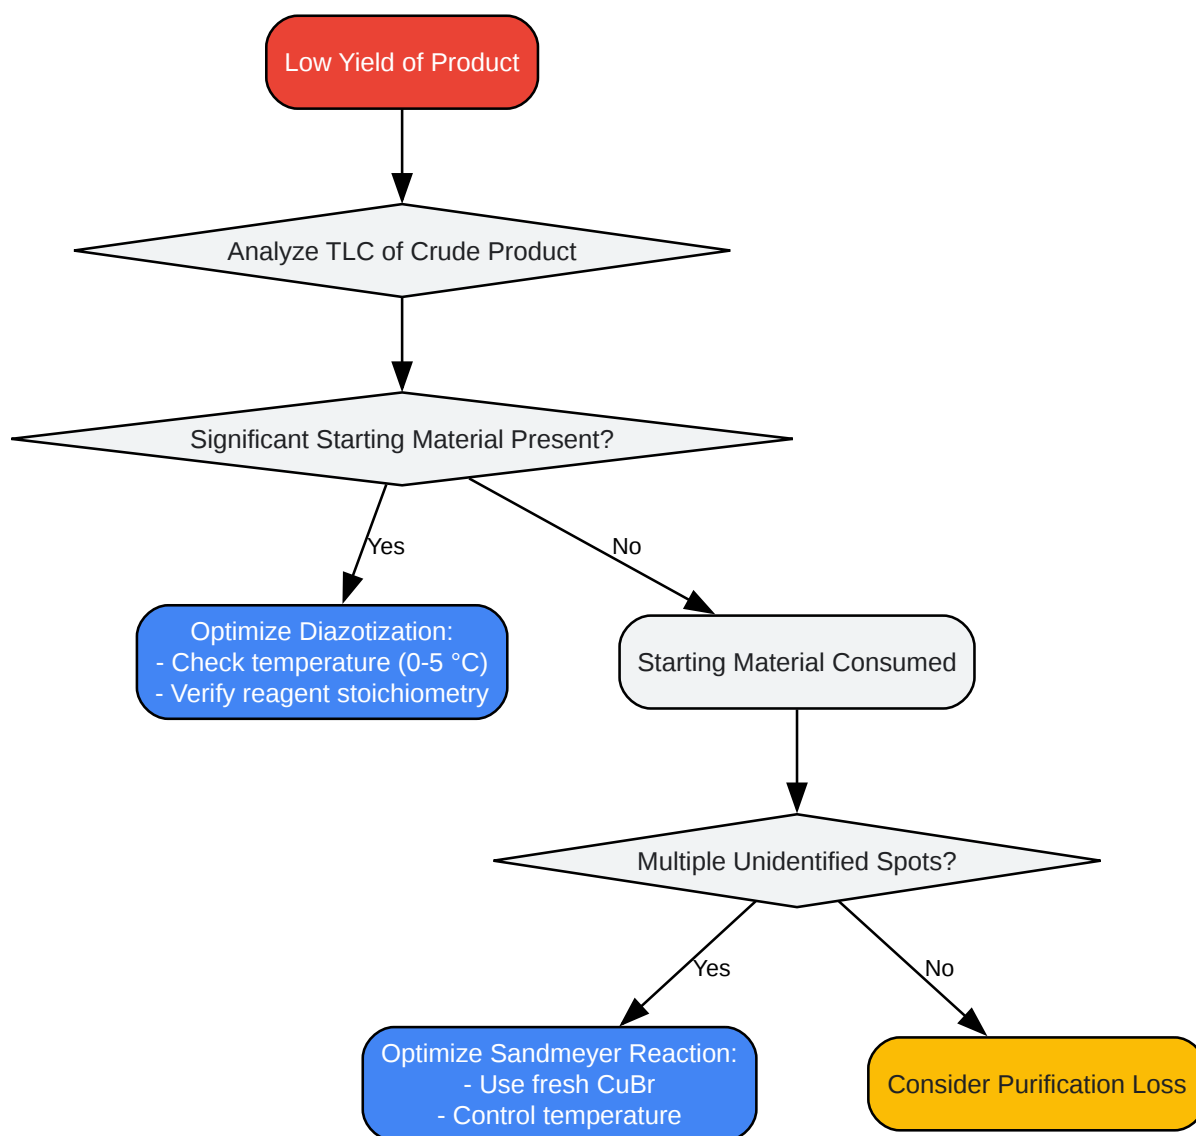 Low Yield of Product
Analyze TLC of Crude Product
Significant Starting Material Present?
Yes
No
Optimize Diazotization:
- Check temperature (0-5 °C)
- Verify reagent stoichiometry
Starting Material Consumed
Multiple Unidentified Spots?
Yes
No
Optimize Sandmeyer Reaction:
- Use fresh CuBr
- Control temperature
Consider Purification Loss